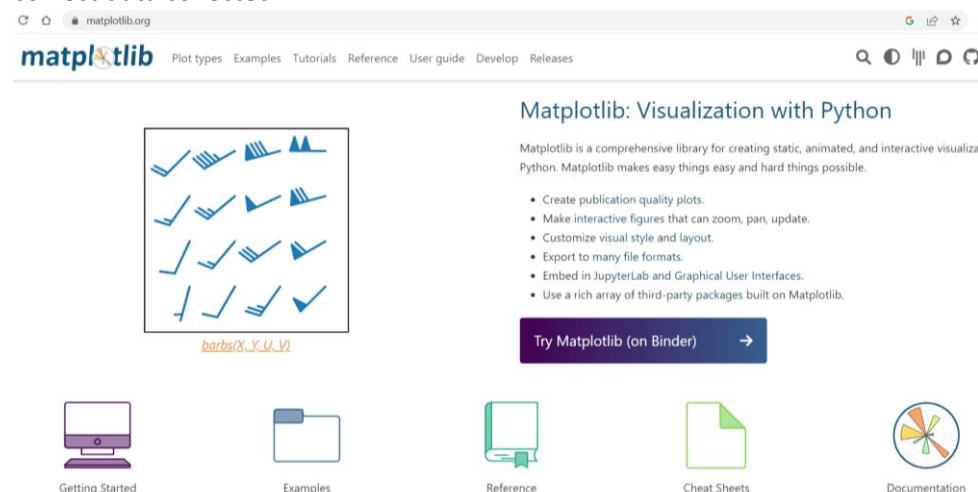 matplotlib.org
matplotlib
Plot types Examples Tutorials Reference User guide Develop Releases
Matplotlib: Visualization with Python
Matplotlib is a comprehensive library for creating static, animated, and interactive visualiza
Python. Matplotlib makes easy things easy and hard things possible.
Create publication quality plots.
Make interactive figures that can zoom, pan, update.
Customize visual style and layout.
Export to many file formats.
Embed in JupyterLab and Graphical User Interfaces.
Use a rich array of third-party packages built on Matplotlib.
barbs(X, Y, U, V)
Try Matplotlib (on Binder) →
Getting Started Examples Reference Cheat Sheets Documentation